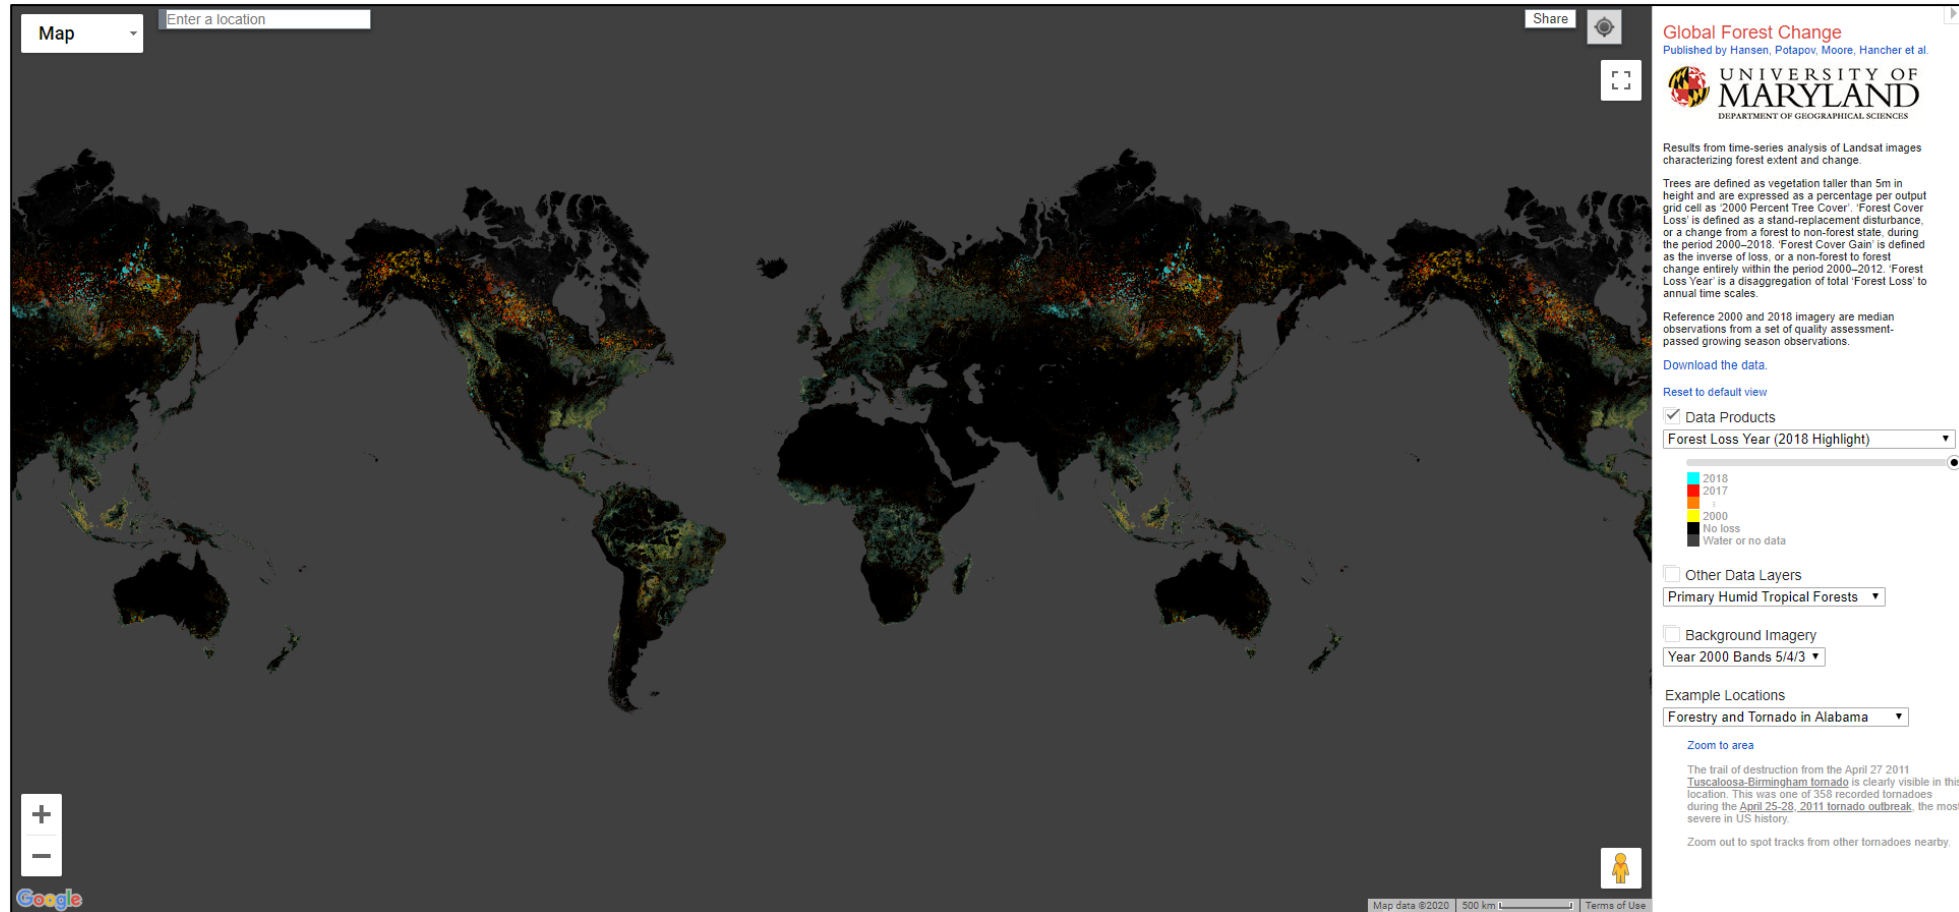 Map
Enter a location
Share
Global Forest Change
Published by Hansen, Potapov, Moore, Hancher et al.
UNIVERSITY OF
MARYLAND
DEPARTMENT OF GEOGRAPHICAL SCIENCES
Results from time-series analysis of Landsat images
characterizing forest extent and change.
Trees are defined as vegetation taller than 5m in
height and are expressed as a percentage per output
grid cell as '2000 Percent Tree Cover'. 'Forest Cover
Loss' is defined as a stand-replacement disturbance,
or a change from a forest to non-forest state, during
the period 2000–2018. 'Forest Cover Gain' is defined
as the inverse of loss, or a non-forest to forest
change entirely within the period 2000–2012. 'Forest
Loss Year' is a disaggregation of total 'Forest Loss' to
annual time scales.
Reference 2000 and 2018 imagery are median
observations from a set of quality assessment-
passed growing season observations.
Download the data.
Reset to default view
Data Products
Forest Loss Year (2018 Highlight)
2018
2017
⁝
2000
No loss
Water or no data
Other Data Layers
Primary Humid Tropical Forests
Background Imagery
Year 2000 Bands 5/4/3
Example Locations
Forestry and Tornado in Alabama
Zoom to area
The trail of destruction from the April 27 2011
Tuscaloosa-Birmingham tornado is clearly visible in this
location. This was one of 358 recorded tornadoes
during the April 25-28, 2011 tornado outbreak, the most
severe in US history.
Zoom out to spot tracks from other tornadoes nearby.
Google
Map data ©2020
500 km
Terms of Use